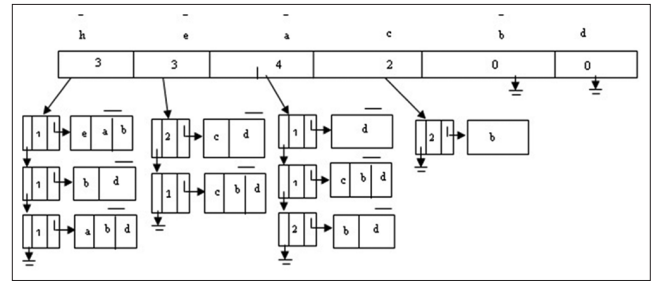 h̅ e̅ a̅ c b̅ d
3 3 4 2 0 0
1 e a b̅
2 c d̅
1 d̅
2 b
1 b d̅
1 c b d̅
1 c b d̅
1 a b d̅
2 b d̅